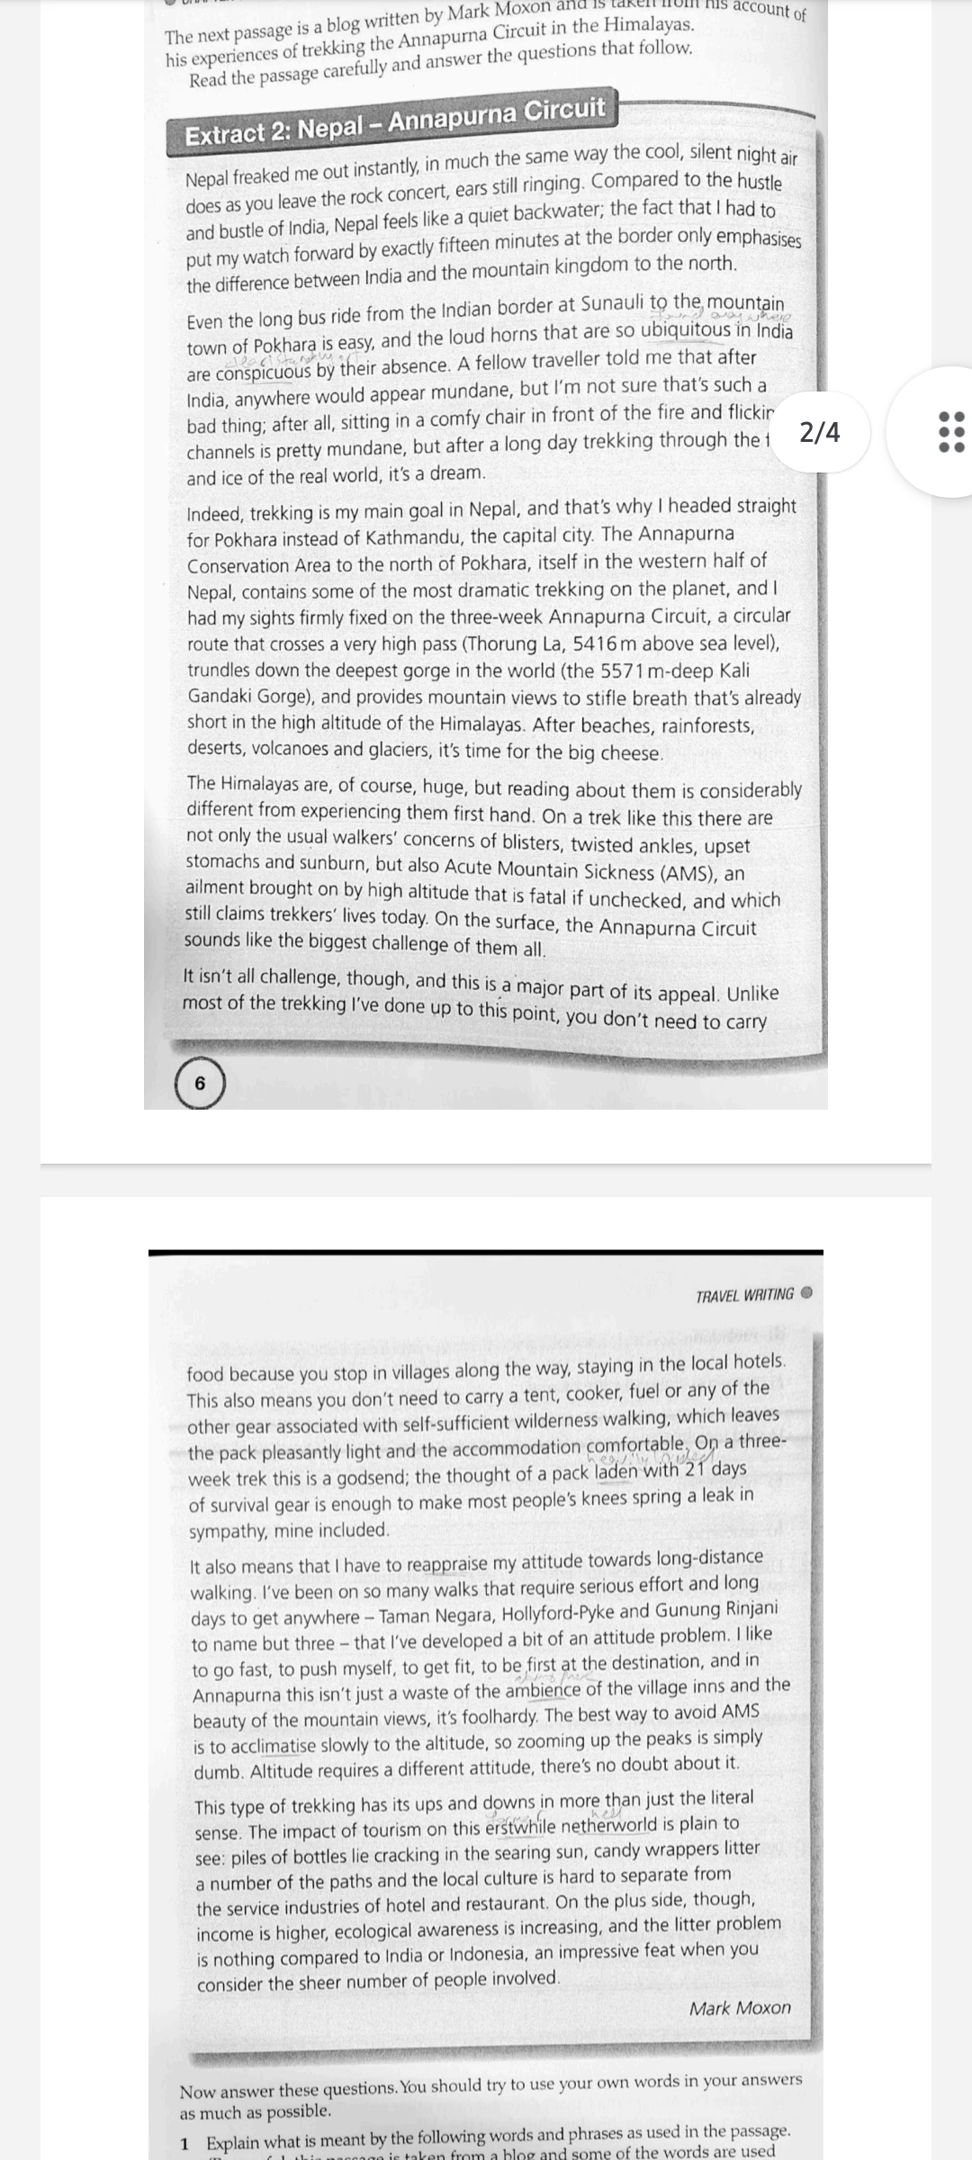 The next passage is a blog written by Mark Moxon and is taken from his account of
his experiences of trekking the Annapurna Circuit in the Himalayas.
Read the passage carefully and answer the questions that follow.
Extract 2: Nepal – Annapurna Circuit
Nepal freaked me out instantly, in much the same way the cool, silent night air
does as you leave the rock concert, ears still ringing. Compared to the hustle
and bustle of India, Nepal feels like a quiet backwater; the fact that I had to
put my watch forward by exactly fifteen minutes at the border only emphasises
the difference between India and the mountain kingdom to the north.
Even the long bus ride from the Indian border at Sunauli to the mountain
found any where
town of Pokhara is easy, and the loud horns that are so ubiquitous in India
are conspicuous by their absence. A fellow traveller told me that after
India, anywhere would appear mundane, but I'm not sure that's such a
bad thing; after all, sitting in a comfy chair in front of the fire and flickin
channels is pretty mundane, but after a long day trekking through the
2/4
and ice of the real world, it's a dream.
Indeed, trekking is my main goal in Nepal, and that's why I headed straight
for Pokhara instead of Kathmandu, the capital city. The Annapurna
Conservation Area to the north of Pokhara, itself in the western half of
Nepal, contains some of the most dramatic trekking on the planet, and I
had my sights firmly fixed on the three-week Annapurna Circuit, a circular
route that crosses a very high pass (Thorung La, 5416 m above sea level),
trundles down the deepest gorge in the world (the 5571 m-deep Kali
Gandaki Gorge), and provides mountain views to stifle breath that's already
short in the high altitude of the Himalayas. After beaches, rainforests,
deserts, volcanoes and glaciers, it's time for the big cheese.
The Himalayas are, of course, huge, but reading about them is considerably
different from experiencing them first hand. On a trek like this there are
not only the usual walkers' concerns of blisters, twisted ankles, upset
stomachs and sunburn, but also Acute Mountain Sickness (AMS), an
ailment brought on by high altitude that is fatal if unchecked, and which
still claims trekkers' lives today. On the surface, the Annapurna Circuit
sounds like the biggest challenge of them all.
It isn't all challenge, though, and this is a major part of its appeal. Unlike
most of the trekking I've done up to this point, you don't need to carry
6
TRAVEL WRITING
food because you stop in villages along the way, staying in the local hotels.
This also means you don't need to carry a tent, cooker, fuel or any of the
other gear associated with self-sufficient wilderness walking, which leaves
the pack pleasantly light and the accommodation comfortable. On a three-
heavily loaded
week trek this is a godsend; the thought of a pack laden with 21 days
of survival gear is enough to make most people's knees spring a leak in
sympathy, mine included.
It also means that I have to reappraise my attitude towards long-distance
walking. I've been on so many walks that require serious effort and long
days to get anywhere – Taman Negara, Hollyford-Pyke and Gunung Rinjani
to name but three – that I've developed a bit of an attitude problem. I like
to go fast, to push myself, to get fit, to be first at the destination, and in
Annapurna this isn't just a waste of the ambience of the village inns and the
beauty of the mountain views, it's foolhardy. The best way to avoid AMS
is to acclimatise slowly to the altitude, so zooming up the peaks is simply
dumb. Altitude requires a different attitude, there's no doubt about it.
This type of trekking has its ups and downs in more than just the literal
former hell
sense. The impact of tourism on this erstwhile netherworld is plain to
see: piles of bottles lie cracking in the searing sun, candy wrappers litter
a number of the paths and the local culture is hard to separate from
the service industries of hotel and restaurant. On the plus side, though,
income is higher, ecological awareness is increasing, and the litter problem
is nothing compared to India or Indonesia, an impressive feat when you
consider the sheer number of people involved.
Mark Moxon
Now answer these questions. You should try to use your own words in your answers
as much as possible.
1 Explain what is meant by the following words and phrases as used in the passage.
this passage is taken from a blog and some of the words are used